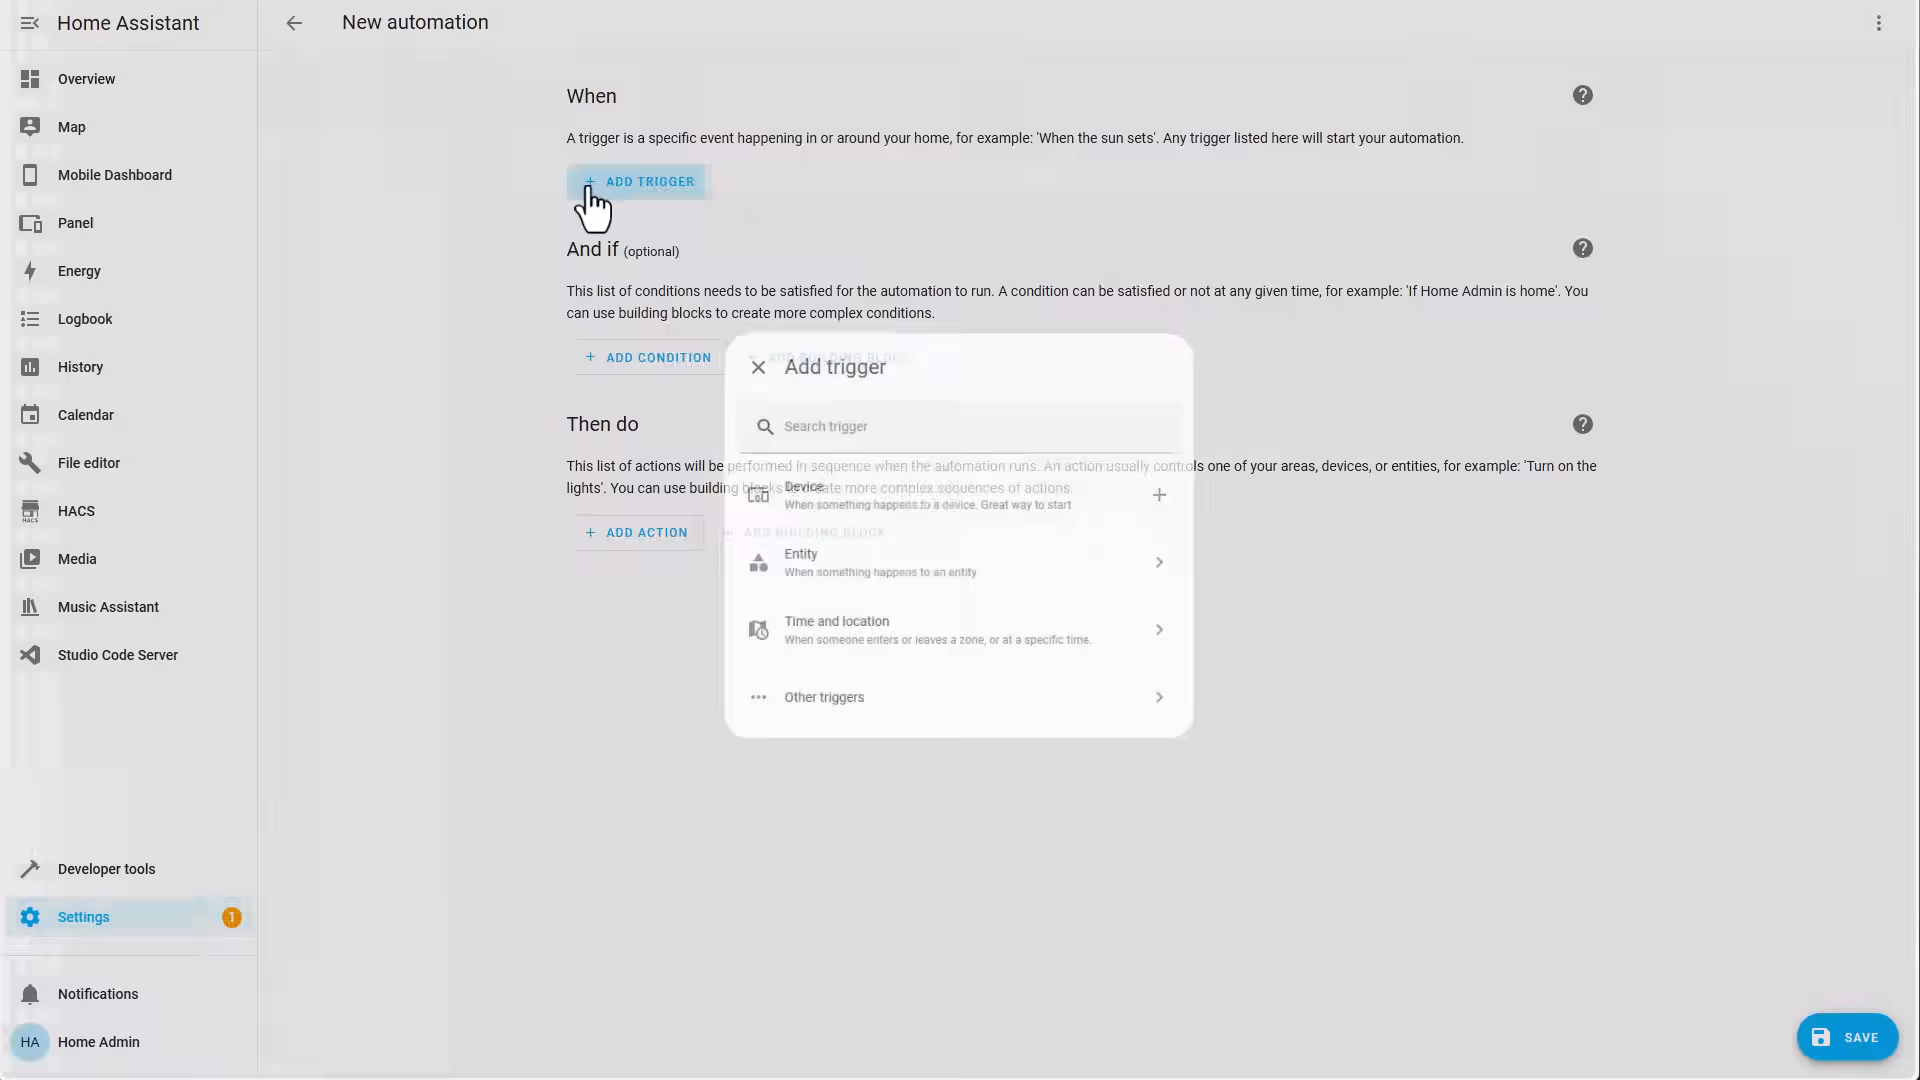 Home Assistant
Overview
Map
Mobile Dashboard
Panel
Energy
Logbook
History
Calendar
File editor
HACS
HACS
Media
Music Assistant
Studio Code Server
Developer tools
Settings
1
Notifications
HA
Home Admin
New automation
When
A trigger is a specific event happening in or around your home, for example: 'When the sun sets'. Any trigger listed here will start your automation.
+ ADD TRIGGER
And if (optional)
This list of conditions needs to be satisfied for the automation to run. A condition can be satisfied or not at any given time, for example: 'If Home Admin is home'. You
can use building blocks to create more complex conditions.
+ ADD CONDITION
+ ADD BUILDING BLOCK
Then do
This list of actions will be performed in sequence when the automation runs. An action usually controls one of your areas, devices, or entities, for example: 'Turn on the
lights'. You can use building blocks to create more complex sequences of actions.
+ ADD ACTION
+ ADD BUILDING BLOCK
Add trigger
Search trigger
Device
When something happens to a device. Great way to start
Entity
When something happens to an entity
Time and location
When someone enters or leaves a zone, or at a specific time.
Other triggers
SAVE